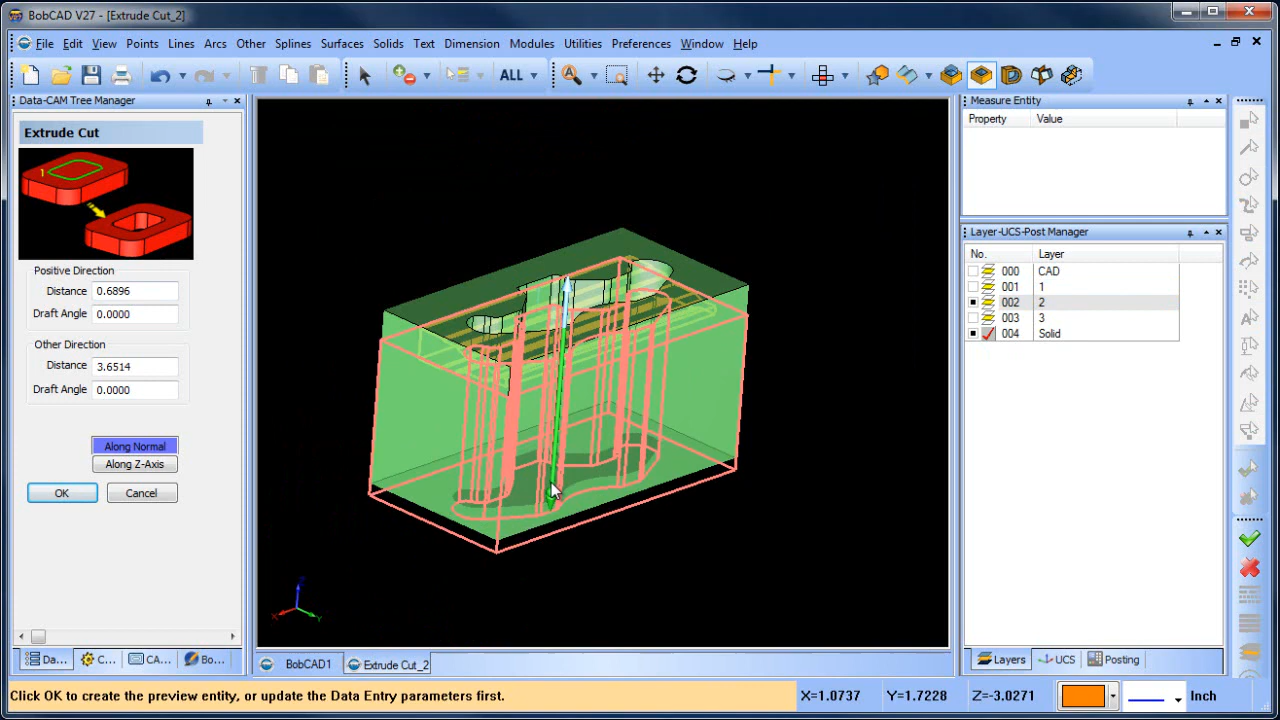 BobCAD V27 - [Extrude Cut_2]
File Edit View Points Lines Arcs Other Splines Surfaces Solids Text Dimension Modules Utilities Preferences Window Help
ALL
Data-CAM Tree Manager
Extrude Cut
1
Positive Direction
Distance 0.6896
Draft Angle 0.0000
Other Direction
Distance 3.6514
Draft Angle 0.0000
Along Normal
Along Z-Axis
OK Cancel
Da... C... CA... Bo...
X Y Z
BobCAD1 Extrude Cut_2
Measure Entity
Property Value
Layer-UCS-Post Manager
No. Layer
000 CAD
001 1
002 2
003 3
004 Solid
Layers UCS Posting
Click OK to create the preview entity, or update the Data Entry parameters first.
X=1.0737 Y=1.7228 Z=-3.0271 Inch